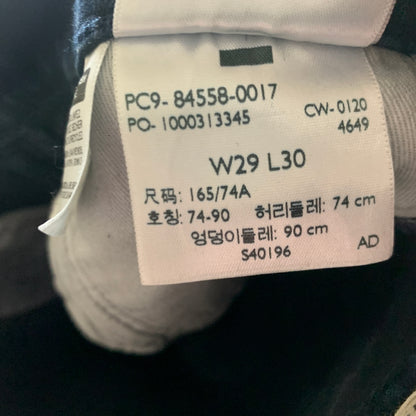 PC9- 84558-0017
PO- 1000313345
CW- 0120
4649
W29 L30
尺码: 165/74A
호칭: 74-90 허리둘레: 74 cm
엉덩이둘레: 90 cm
S40196
AD